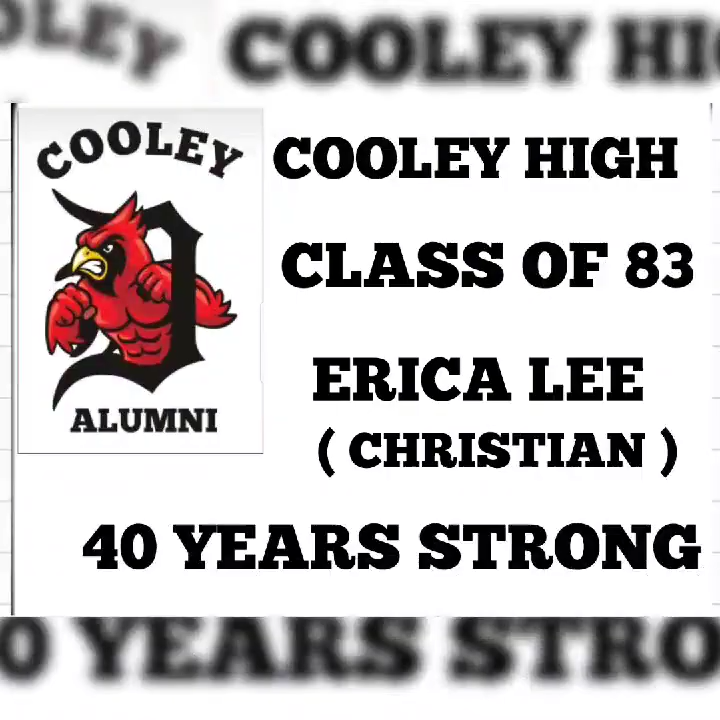 COOLEY
ALUMNI
COOLEY HIGH
CLASS OF 83
ERICA LEE
( CHRISTIAN )
40 YEARS STRONG